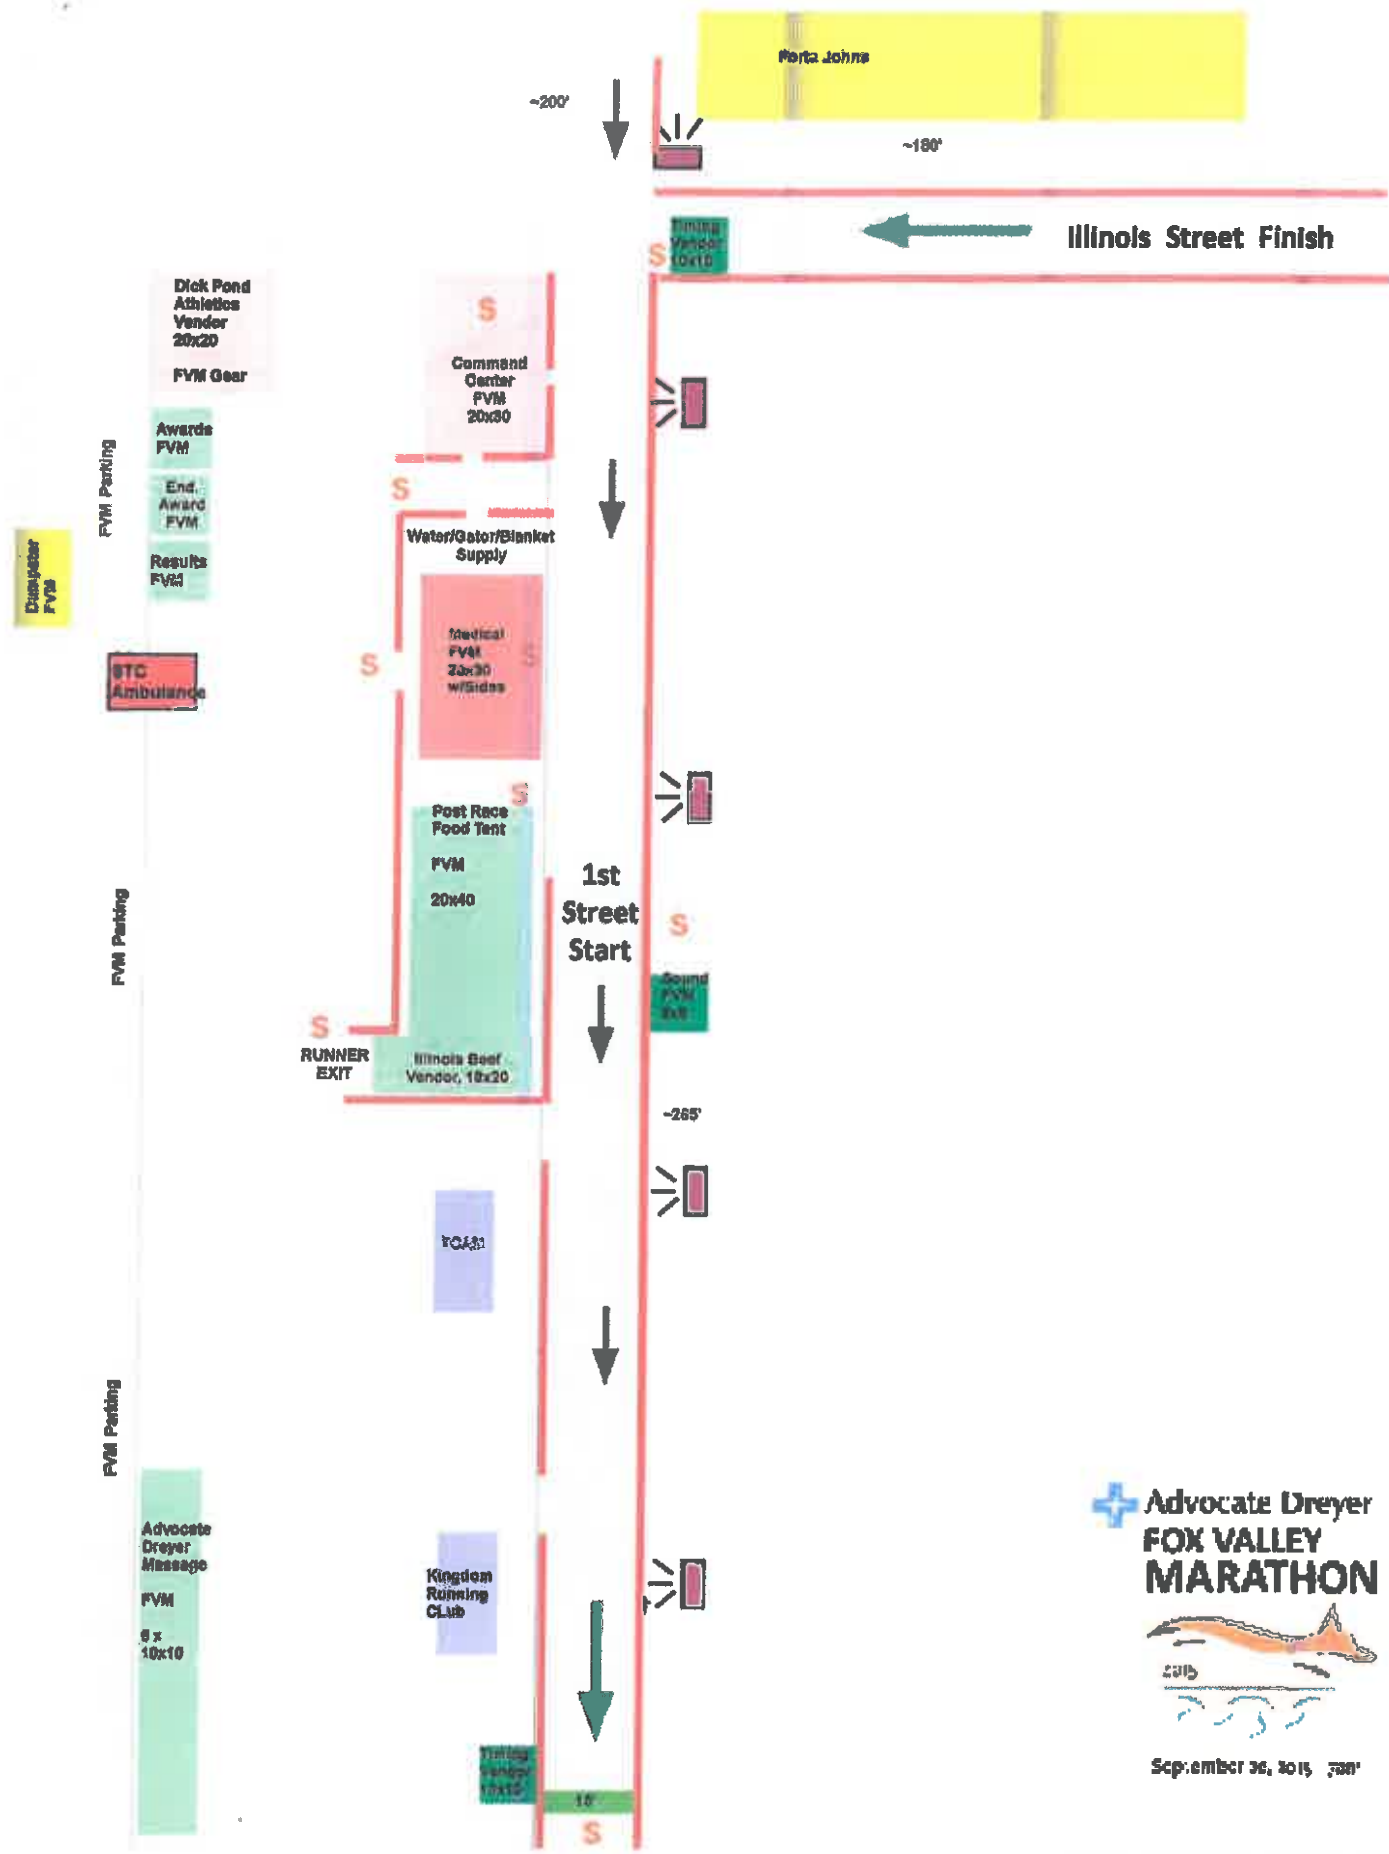 Porta Johns
~200'
~180'
Timing
Vendor
10x10
S
Illinois Street Finish
Dick Pond
Athletics
Vendor
20x20
FVM Gear
S
Command
Center
FVM
20x30
Awards
FVM
FVM Parking
End.
Award
FVM
S
Water/Gator/Blanket
Supply
Results
FVM
Dumpster
FVM
Medical
FVM
20x30
w/Sides
S
S
STC
Ambulance
S
Post Race
Food Tent
FVM
20x40
1st
Street
Start
FVM Parking
S
Sound
FVM
S
RUNNER
EXIT
Illinois Beef
Vendor, 10x20
~265'
FVM Parking
Advocate
Dreyer
Massage
FVM
6 x
10x10
Kingdom
Running
CLub
Timing
Vendor
10x10
S
Advocate Dreyer
FOX VALLEY
MARATHON
2015
September